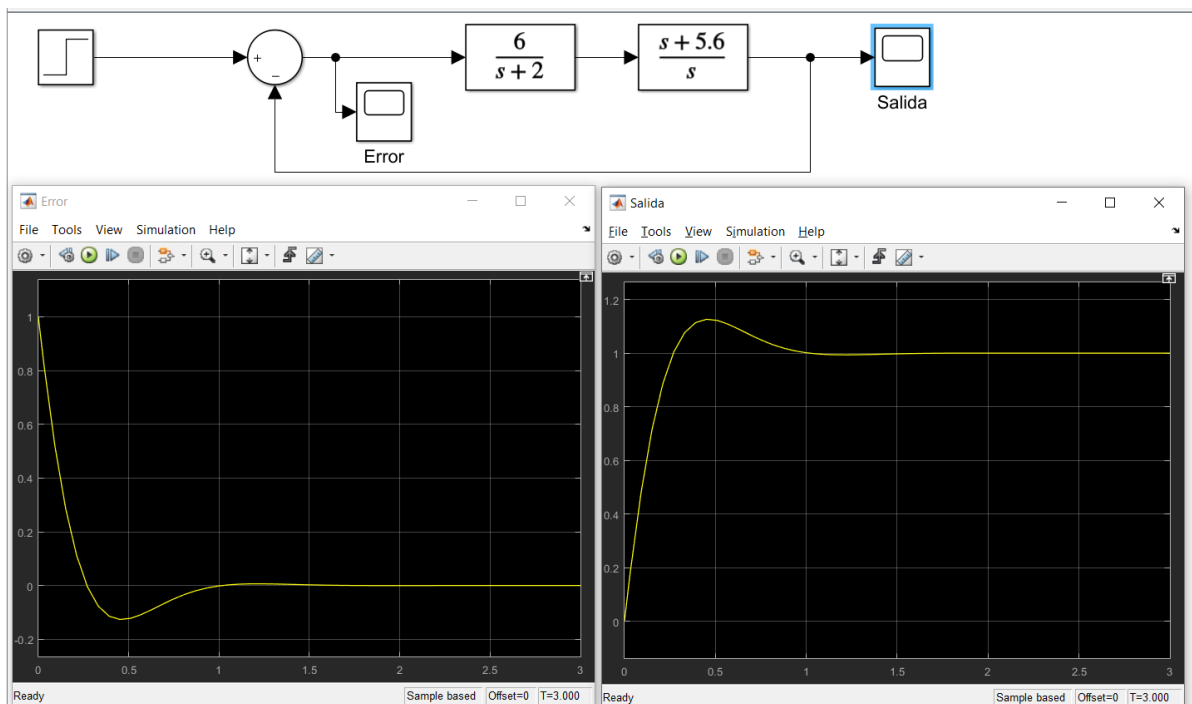 +
−
6
s + 2
s + 5.6
s
Error
Salida
Error
File Tools View Simulation Help
1
0.8
0.6
0.4
0.2
0
-0.2
0 0.5 1 1.5 2 2.5 3
Ready Sample based Offset=0 T=3.000
Salida
File Tools View Simulation Help
1.2
1
0.8
0.6
0.4
0.2
0
0 0.5 1 1.5 2 2.5 3
Ready Sample based Offset=0 T=3.000